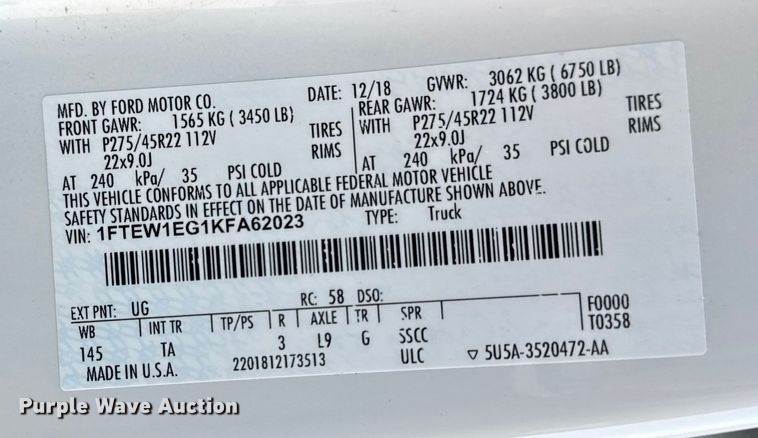 MFD. BY FORD MOTOR CO. DATE: 12/18 GVWR: 3062 KG ( 6750 LB)
FRONT GAWR: 1565 KG ( 3450 LB) REAR GAWR: 1724 KG ( 3800 LB)
WITH P275/45R22 112V TIRES WITH P275/45R22 112V TIRES
22x9.0J RIMS 22x9.0J RIMS
AT 240 kPa/ 35 PSI COLD AT 240 kPa/ 35 PSI COLD
THIS VEHICLE CONFORMS TO ALL APPLICABLE FEDERAL MOTOR VEHICLE
SAFETY STANDARDS IN EFFECT ON THE DATE OF MANUFACTURE SHOWN ABOVE.
VIN: 1FTEW1EG1KFA62023 TYPE: Truck
EXT PNT: UG RC: 58 DSO: F0000
WB INT TR TP/PS R AXLE TR SPR T0358
145 TA 3 L9 G SSCC
MADE IN U.S.A. 2201812173513 ULC ▽ 5U5A-3520472-AA
Purple Wave Auction